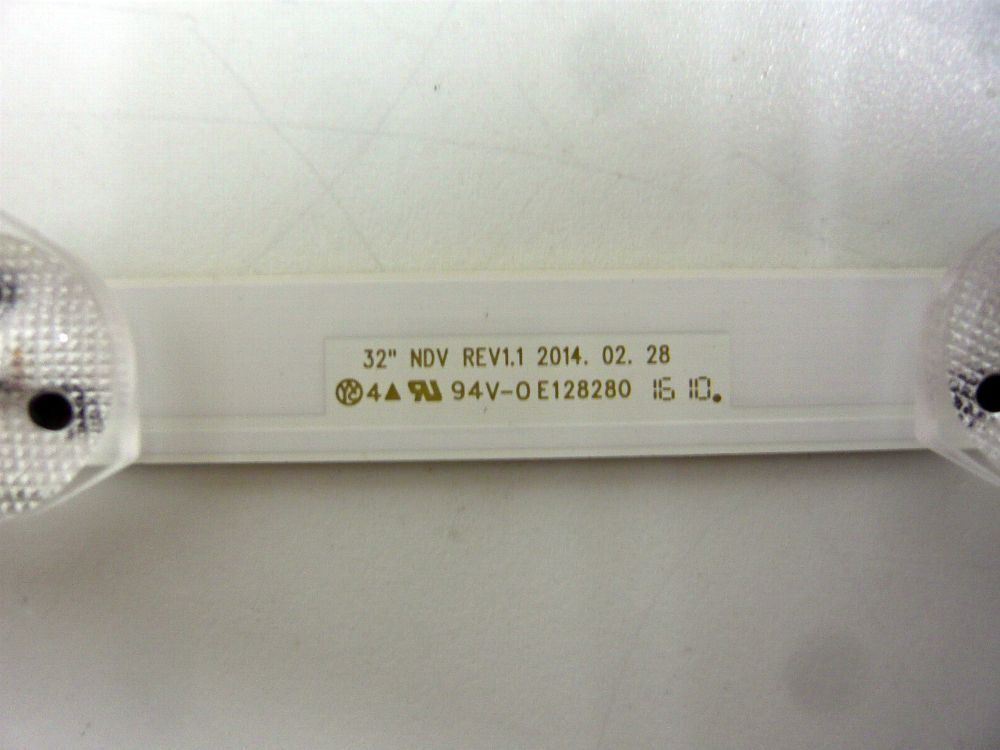 32" NDV REV1.1 2014. 02. 28
4▲ 94V-0 E128280 16 10.